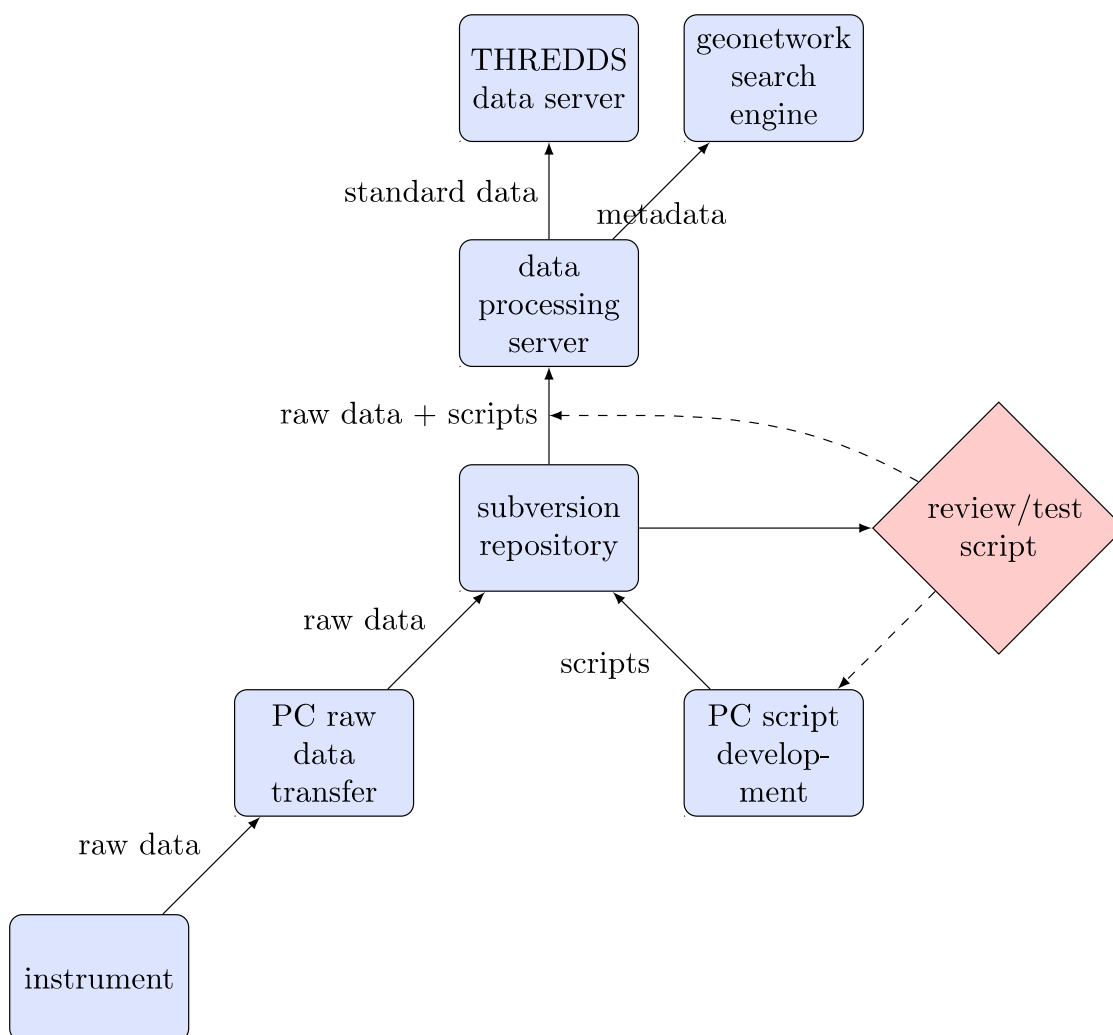 THREDDS
data server
geonetwork
search
engine
standard data
metadata
data
processing
server
raw data + scripts
subversion
repository
review/test
script
raw data
scripts
PC raw
data
transfer
PC script
develop-
ment
raw data
instrument